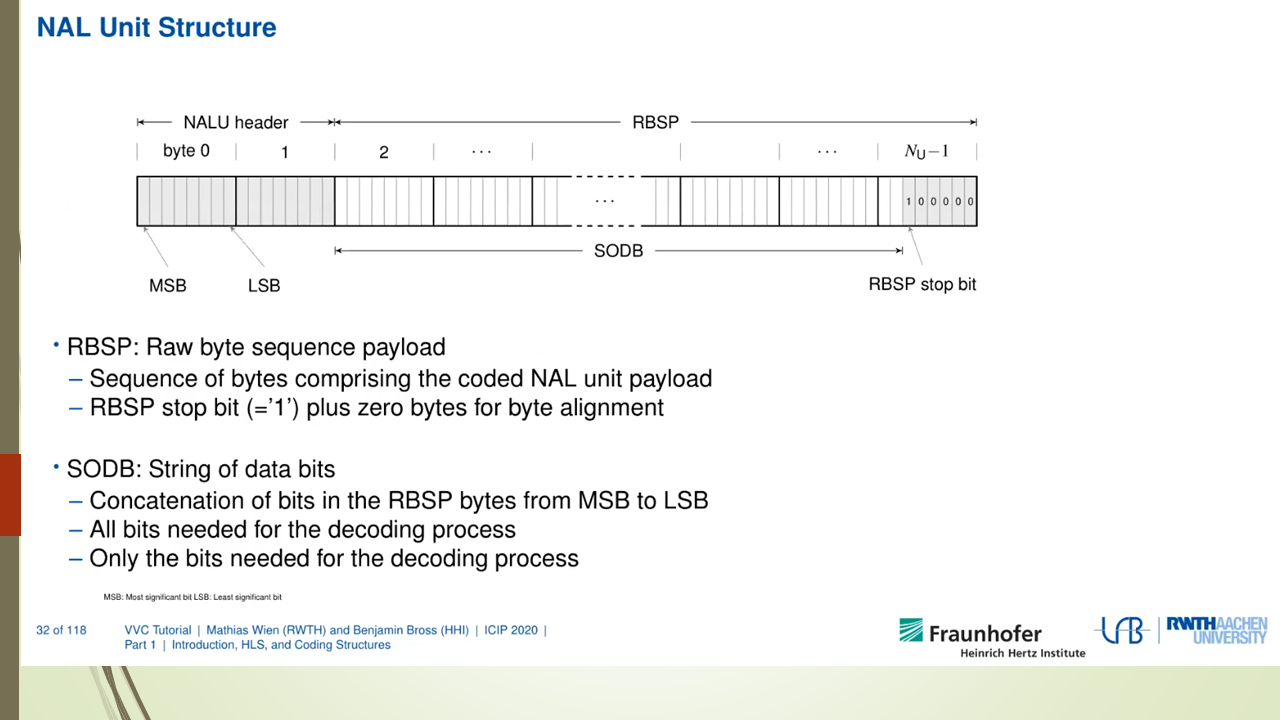 NAL Unit Structure
NALU header
RBSP
byte 0
1
2
· · ·
· · ·
NU−1
· · ·
1 0 0 0 0 0
SODB
MSB
LSB
RBSP stop bit
• RBSP: Raw byte sequence payload
– Sequence of bytes comprising the coded NAL unit payload
– RBSP stop bit (=’1’) plus zero bytes for byte alignment
• SODB: String of data bits
– Concatenation of bits in the RBSP bytes from MSB to LSB
– All bits needed for the decoding process
– Only the bits needed for the decoding process
MSB: Most significant bit LSB: Least significant bit
32 of 118
VVC Tutorial | Mathias Wien (RWTH) and Benjamin Bross (HHI) | ICIP 2020 |
Part 1 | Introduction, HLS, and Coding Structures
Fraunhofer
Heinrich Hertz Institute
RWTHAACHEN
UNIVERSITY